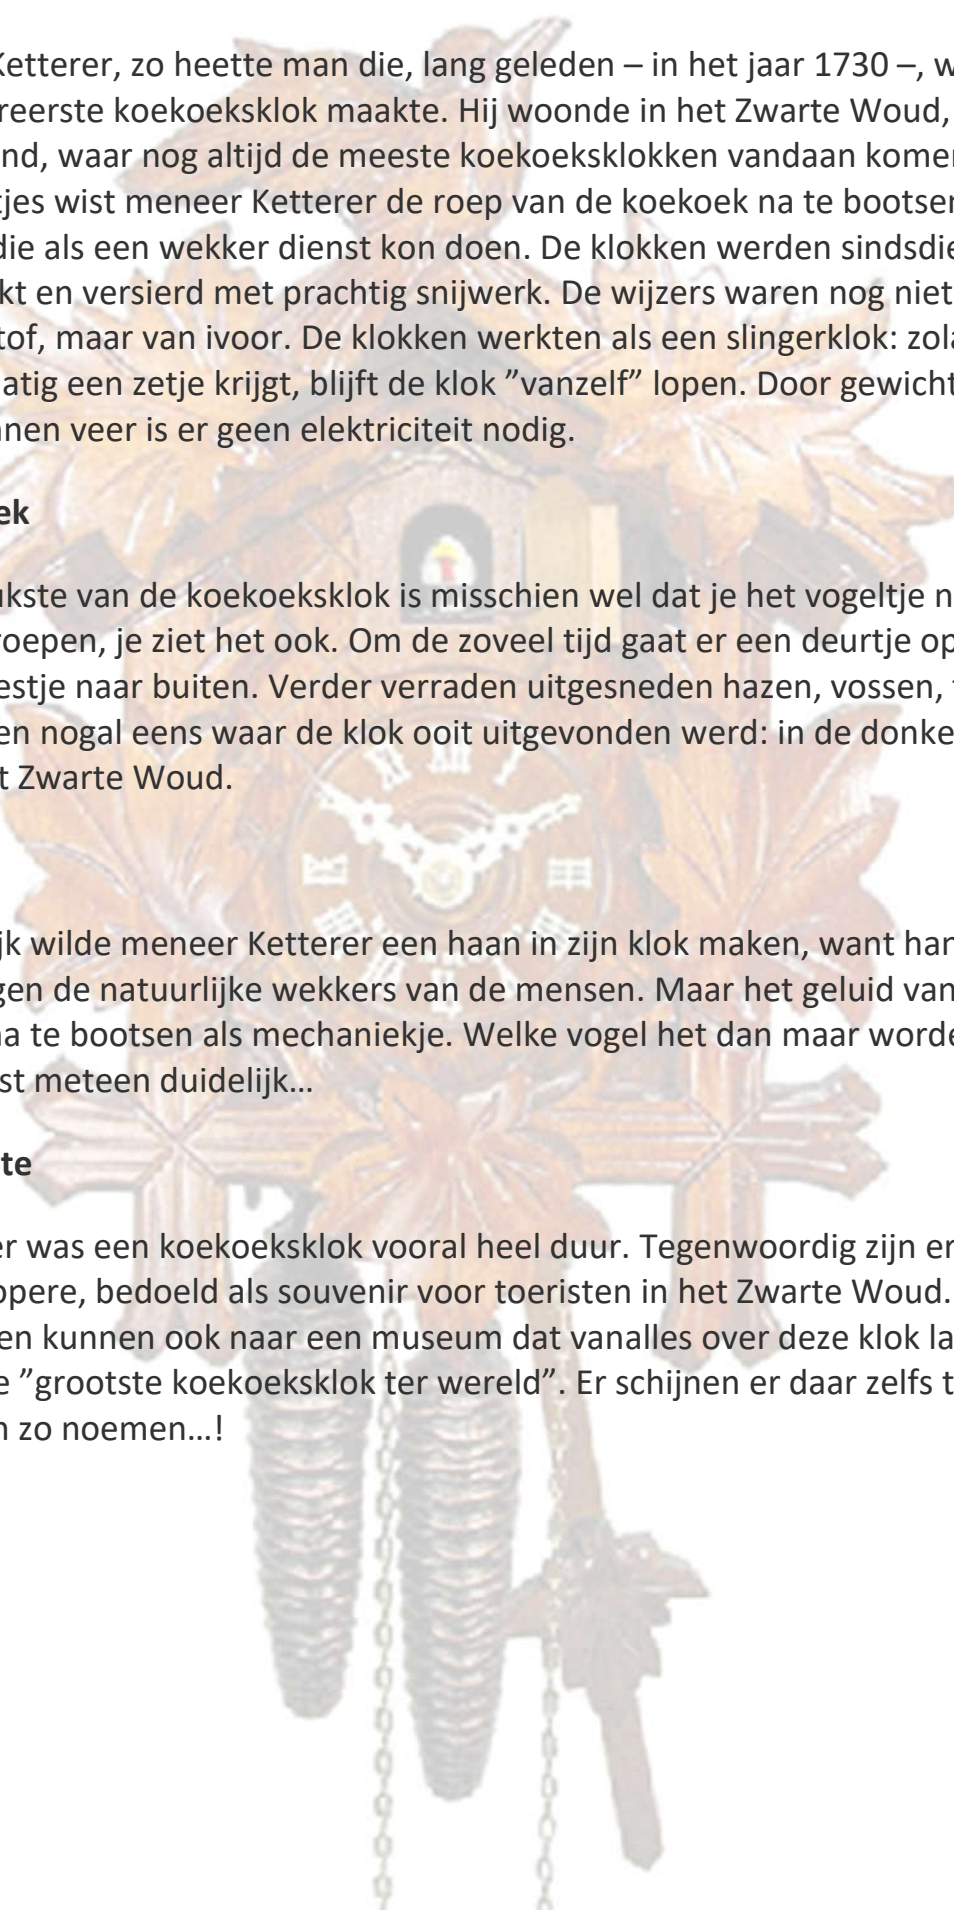 Ketterer, zo heette man die, lang geleden – in het jaar 1730 –, w
reerste koekoeksklok maakte. Hij woonde in het Zwarte Woud,
nd, waar nog altijd de meeste koekoeksklokken vandaan komen
tjes wist meneer Ketterer de roep van de koekoek na te bootsen
die als een wekker dienst kon doen. De klokken werden sindsdie
kt en versierd met prachtig snijwerk. De wijzers waren nog niet
tof, maar van ivoor. De klokken werkten als een slingerklok: zola
atig een zetje krijgt, blijft de klok ”vanzelf” lopen. Door gewicht
nnen veer is er geen elektriciteit nodig.
ek
ukste van de koekoeksklok is misschien wel dat je het vogeltje n
roepen, je ziet het ook. Om de zoveel tijd gaat er een deurtje op
estje naar buiten. Verder verraden uitgesneden hazen, vossen,
en nogal eens waar de klok ooit uitgevonden werd: in de donke
t Zwarte Woud.
jk wilde meneer Ketterer een haan in zijn klok maken, want han
gen de natuurlijke wekkers van de mensen. Maar het geluid van
na te bootsen als mechaniekje. Welke vogel het dan maar worde
st meteen duidelijk…
te
er was een koekoeksklok vooral heel duur. Tegenwoordig zijn er
opere, bedoeld als souvenir voor toeristen in het Zwarte Woud.
en kunnen ook naar een museum dat vanalles over deze klok la
e ”grootste koekoeksklok ter wereld”. Er schijnen er daar zelfs t
n zo noemen…!